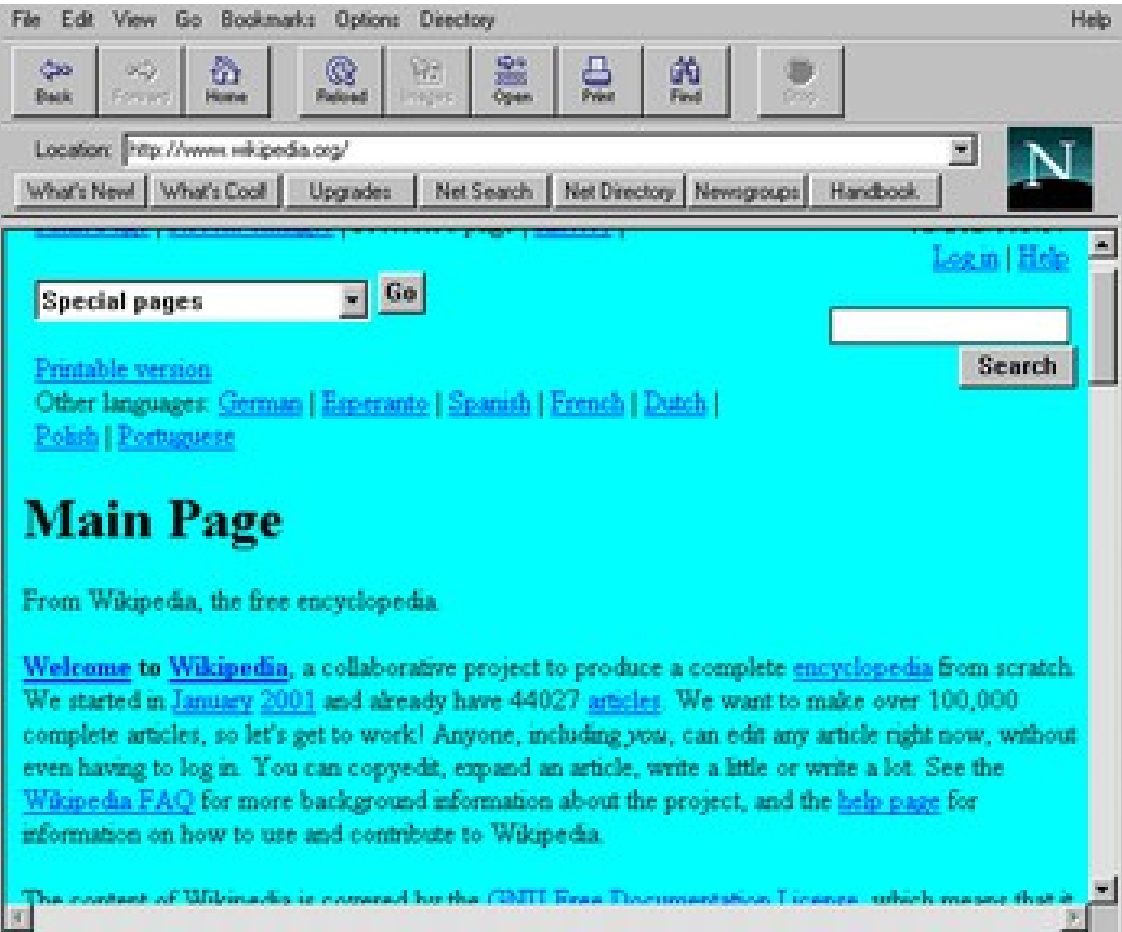 File Edit View Go Bookmarks Options Directory Help
Back Forward Home Reload Images Open Print Find Stop
Location: http://www.wikipedia.org/
N
What's New! What's Cool! Upgrades Net Search Net Directory Newsgroups Handbook
Log in | Help
Special pages Go
Search
Printable version
Other languages: German | Esperanto | Spanish | French | Dutch |
Polish | Portuguese
Main Page
From Wikipedia, the free encyclopedia.
Welcome to Wikipedia, a collaborative project to produce a complete encyclopedia from scratch.
We started in January 2001 and already have 44027 articles. We want to make over 100,000
complete articles, so let's get to work! Anyone, including you, can edit any article right now, without
even having to log in. You can copyedit, expand an article, write a little or write a lot. See the
Wikipedia FAQ for more background information about the project, and the help page for
information on how to use and contribute to Wikipedia.
The content of Wikipedia is covered by the GNU Free Documentation License, which means that it